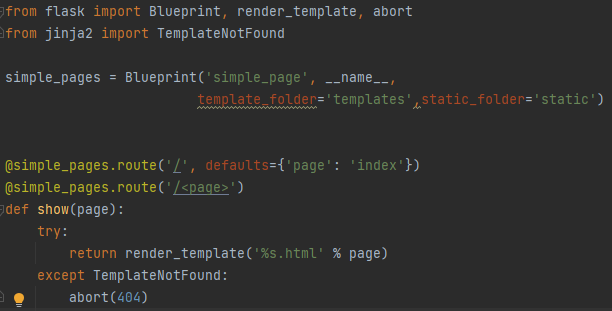 from flask import Blueprint, render_template, abort
from jinja2 import TemplateNotFound
simple_pages = Blueprint('simple_page', __name__,
template_folder='templates',static_folder='static')
@simple_pages.route('/', defaults={'page': 'index'})
@simple_pages.route('/<page>')
def show(page):
try:
return render_template('%s.html' % page)
except TemplateNotFound:
abort(404)